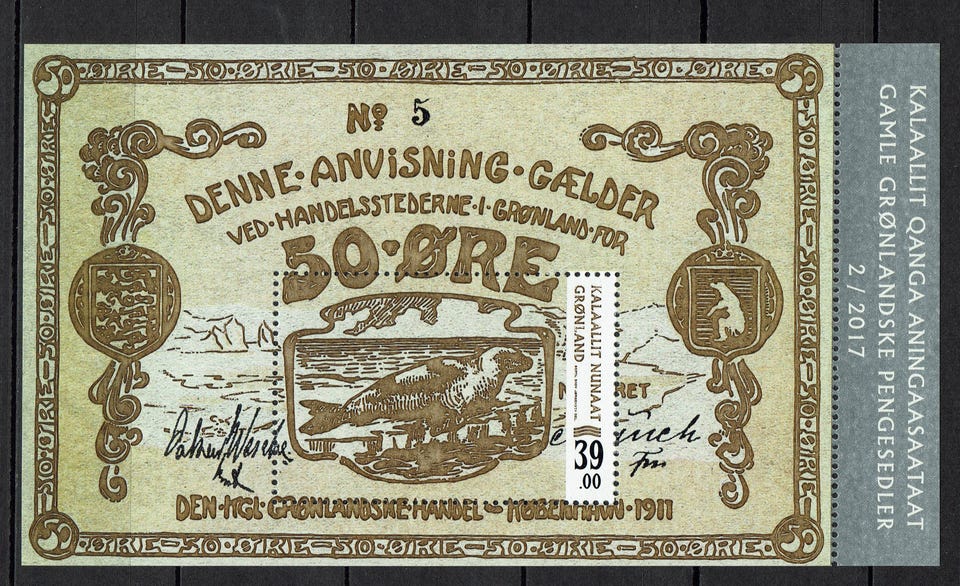 50·ØRE·50·ØRE·50·ØRE·50·ØRE·50·ØRE·50
Nº 5
DENNE·ANVISNING·GÆLDER
VED·HANDELSSTEDERNE·I·GRØNLAND·FOR
50·ØRE
KALAALLIT NUNAAT
GRØNLAND
39
.00
DEN·KGL·GRØNLANDSKE·HANDEL-KØBENHAVN·1911
50·ØRE·50·ØRE·50·ØRE·50·ØRE·50·ØRE·50
KALAALLIT QANGA ANINGAASAATAAT
GAMLE GRØNLANDSKE PENGESEDLER
2 / 2017